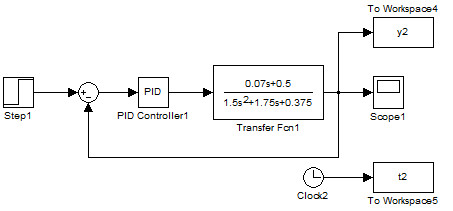 To Workspace4
y2
Step1
+
-
PID
PID Controller1
0.07s+0.5
1.5s2+1.75s+0.375
Transfer Fcn1
Scope1
Clock2
t2
To Workspace5